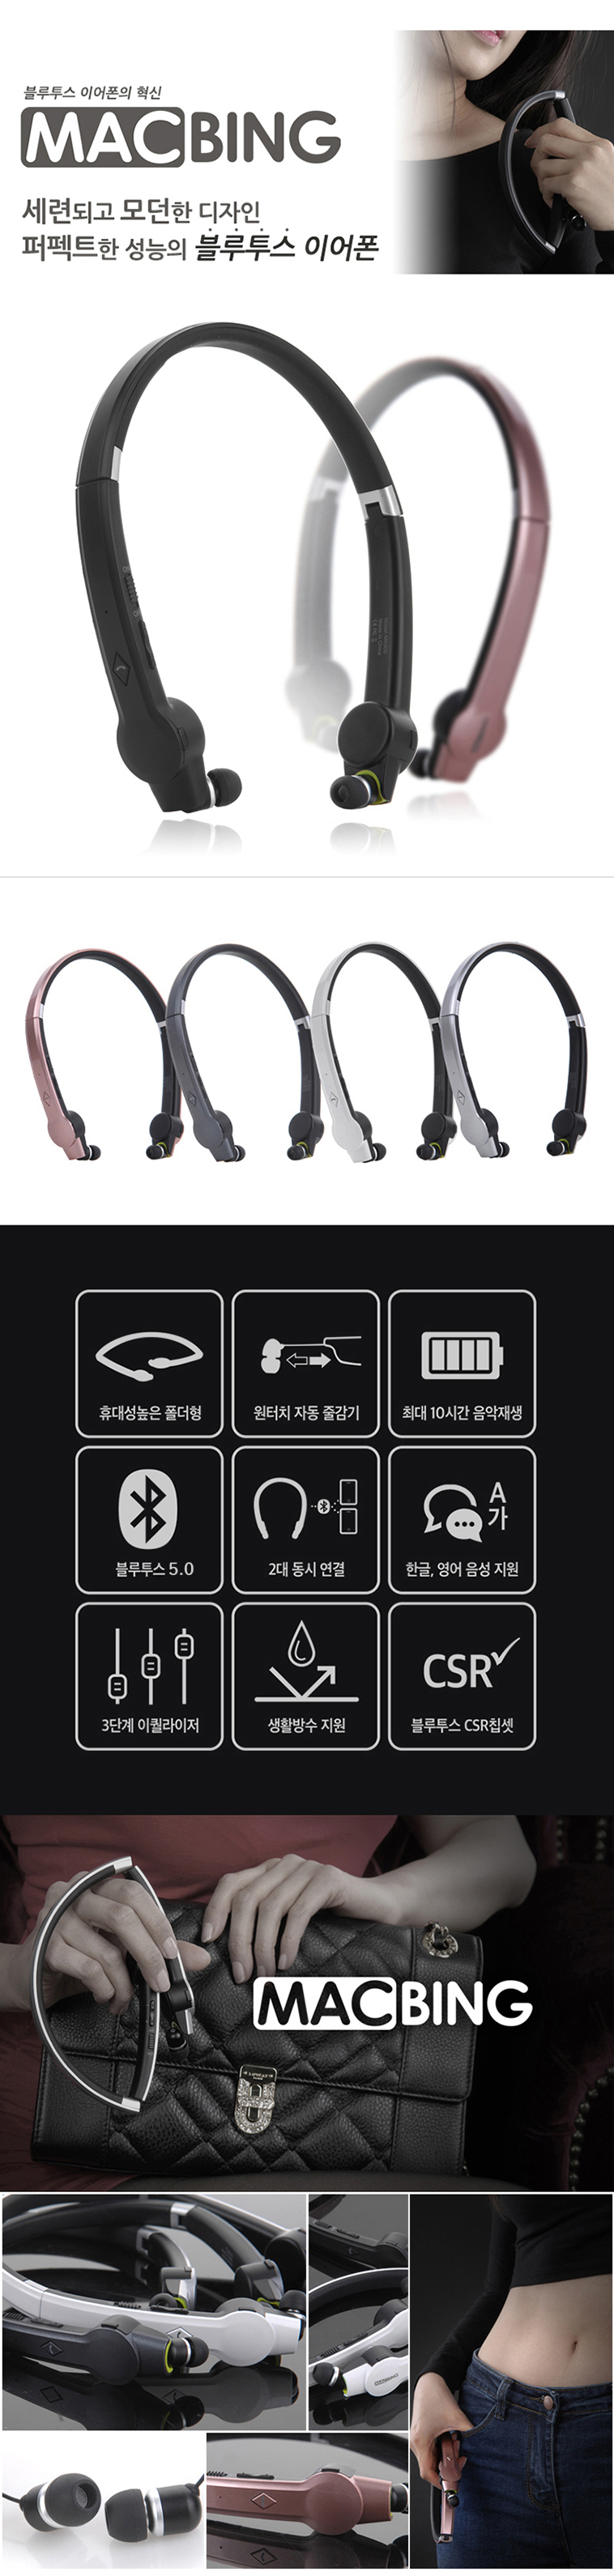 블루투스 이어폰의 혁신
MACBING
세련되고 모던한 디자인
퍼펙트한 성능의 블루투스 이어폰
휴대성높은 폴더형
원터치 자동 줄감기
최대 10시간 음악재생
블루투스 5.0
2대 동시 연결
A
가
한글, 영어 음성 지원
3단계 이퀄라이저
생활방수 지원
CSR
블루투스 CSR칩셋
MACBING